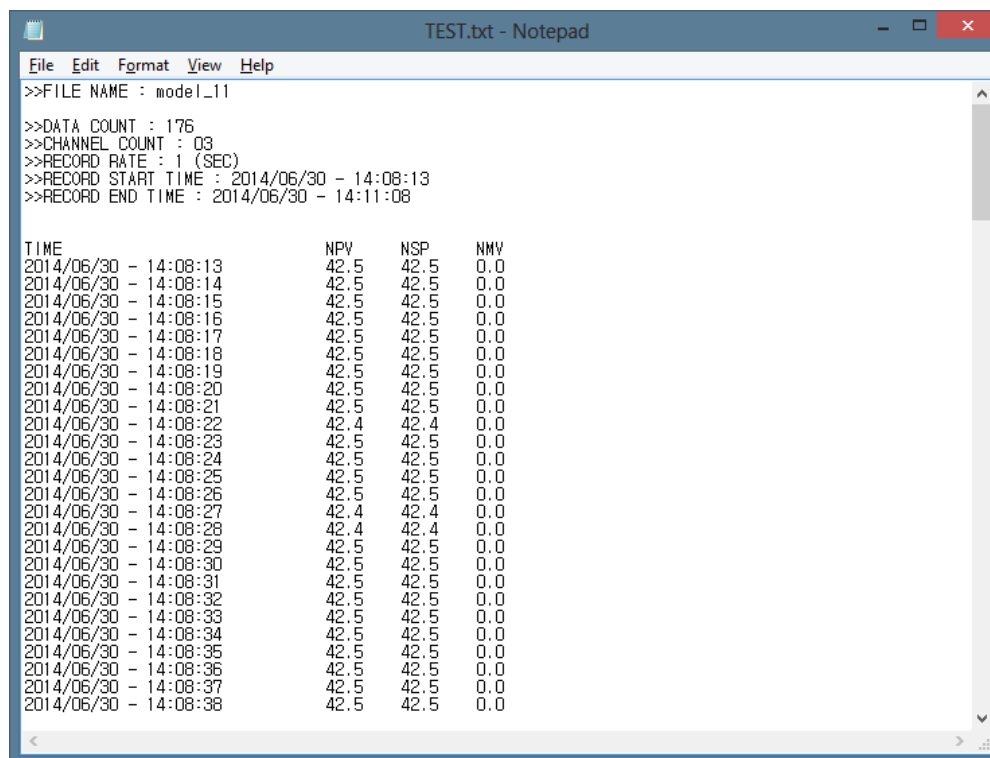 TEST.txt - Notepad
File Edit Format View Help
>>FILE NAME : model_11
>>DATA COUNT : 176
>>CHANNEL COUNT : 03
>>RECORD RATE : 1 (SEC)
>>RECORD START TIME : 2014/06/30 - 14:08:13
>>RECORD END TIME : 2014/06/30 - 14:11:08
TIME NPV NSP NMV
2014/06/30 - 14:08:13 42.5 42.5 0.0
2014/06/30 - 14:08:14 42.5 42.5 0.0
2014/06/30 - 14:08:15 42.5 42.5 0.0
2014/06/30 - 14:08:16 42.5 42.5 0.0
2014/06/30 - 14:08:17 42.5 42.5 0.0
2014/06/30 - 14:08:18 42.5 42.5 0.0
2014/06/30 - 14:08:19 42.5 42.5 0.0
2014/06/30 - 14:08:20 42.5 42.5 0.0
2014/06/30 - 14:08:21 42.5 42.5 0.0
2014/06/30 - 14:08:22 42.4 42.4 0.0
2014/06/30 - 14:08:23 42.5 42.5 0.0
2014/06/30 - 14:08:24 42.5 42.5 0.0
2014/06/30 - 14:08:25 42.5 42.5 0.0
2014/06/30 - 14:08:26 42.5 42.5 0.0
2014/06/30 - 14:08:27 42.4 42.4 0.0
2014/06/30 - 14:08:28 42.4 42.4 0.0
2014/06/30 - 14:08:29 42.5 42.5 0.0
2014/06/30 - 14:08:30 42.5 42.5 0.0
2014/06/30 - 14:08:31 42.5 42.5 0.0
2014/06/30 - 14:08:32 42.5 42.5 0.0
2014/06/30 - 14:08:33 42.5 42.5 0.0
2014/06/30 - 14:08:34 42.5 42.5 0.0
2014/06/30 - 14:08:35 42.5 42.5 0.0
2014/06/30 - 14:08:36 42.5 42.5 0.0
2014/06/30 - 14:08:37 42.5 42.5 0.0
2014/06/30 - 14:08:38 42.5 42.5 0.0